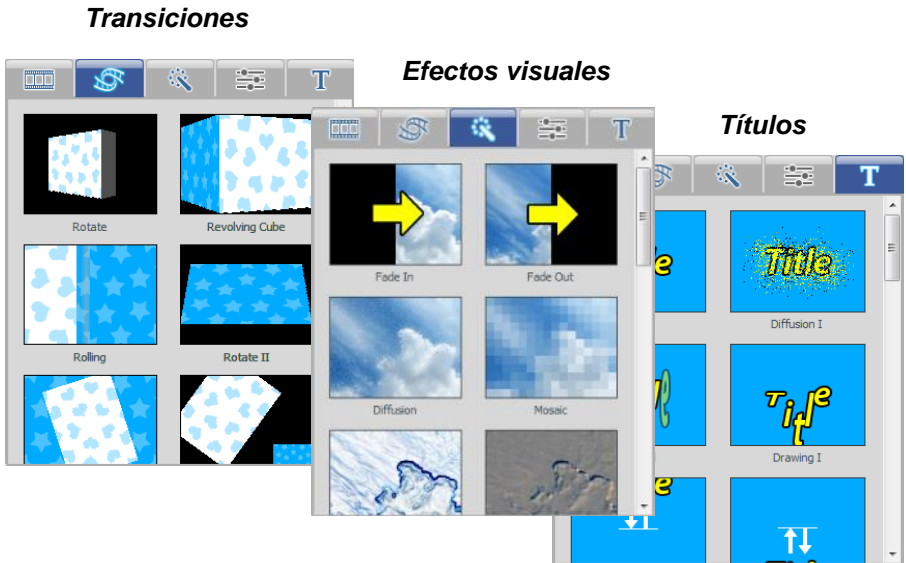 Transiciones
Rotate
Revolving Cube
Rolling
Rotate II
Efectos visuales
T
Fade In
Fade Out
Diffusion
Mosaic
Títulos
T
T
Title
Diffusion I
Title
Drawing I